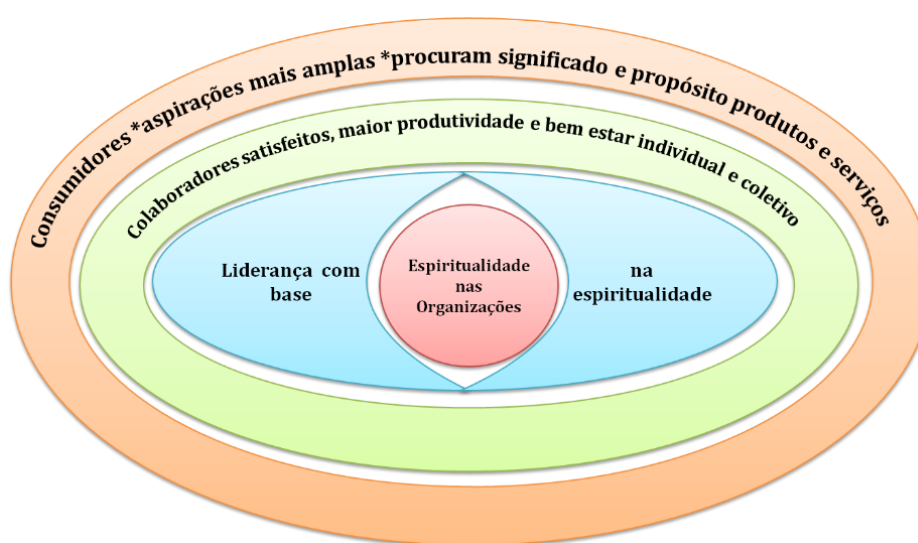 Consumidores *aspirações mais amplas *procuram significado e propósito produtos e serviços
Colaboradores satisfeitos, maior produtividade e bem estar individual e coletivo
Liderança com
base
Espiritualidade
nas
Organizações
na
espiritualidade